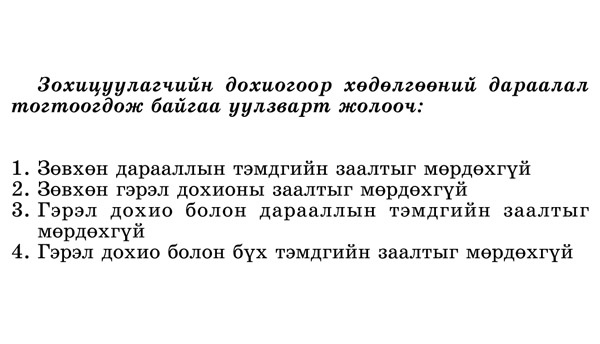 Зохицуулагчийн дохиогоор хөдөлгөөний дараалал
тогтоогдож байгаа уулзварт жолооч:
1. Зөвхөн дарааллын тэмдгийн заалтыг мөрдөхгүй
2. Зөвхөн гэрэл дохионы заалтыг мөрдөхгүй
3. Гэрэл дохио болон дарааллын тэмдгийн заалтыг
мөрдөхгүй
4. Гэрэл дохио болон бүх тэмдгийн заалтыг мөрдөхгүй